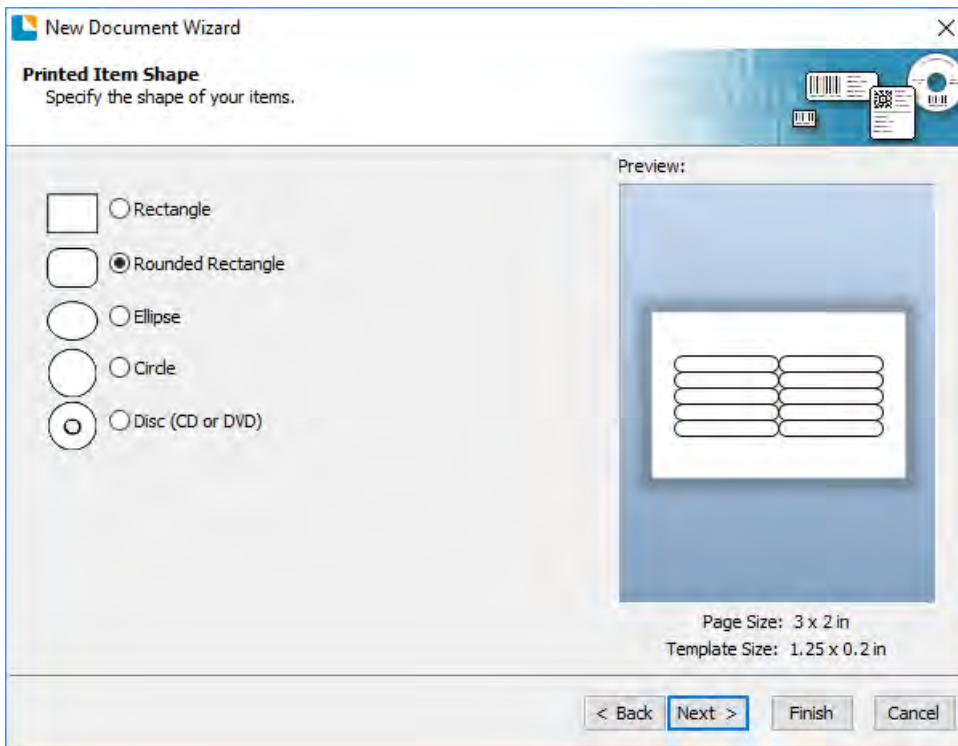 New Document Wizard
Printed Item Shape
Specify the shape of your items.
Preview:
Rectangle
Rounded Rectangle
Ellipse
Circle
Disc (CD or DVD)
Page Size: 3 x 2 in
Template Size: 1.25 x 0.2 in
< Back Next > Finish Cancel